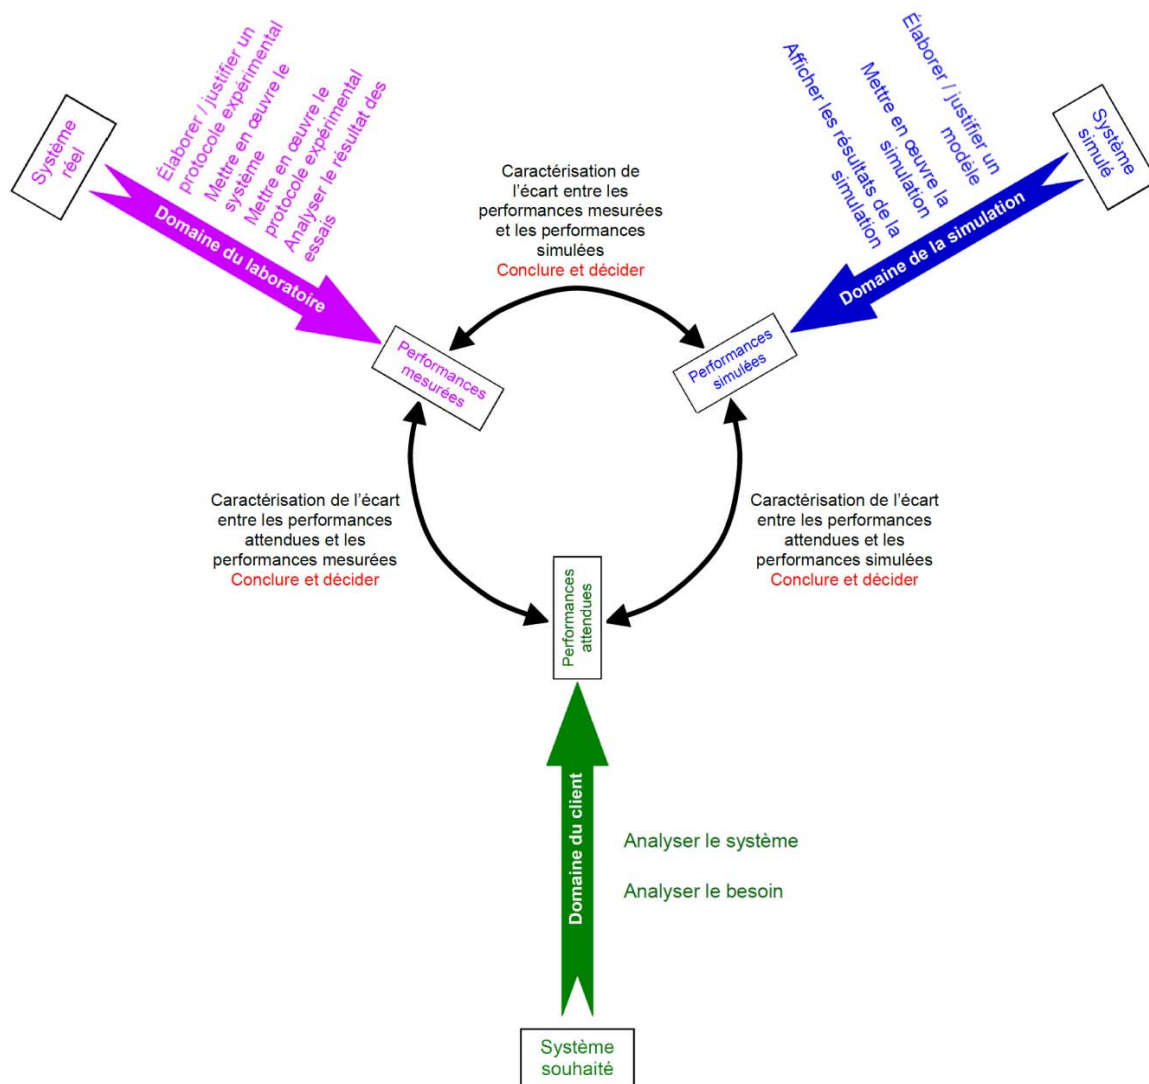 Système
réel
Élaborer / justifier un
protocole expérimental
Mettre en œuvre le
système
Mettre en œuvre le
protocole expérimental
Analyser le résultat des
essais
Domaine du laboratoire
Performances
mesurées
Caractérisation de
l’écart entre les
performances mesurées
et les performances
simulées
Conclure et décider
Système
simulé
Élaborer / justifier un
modèle
Mettre en œuvre la
simulation
Afficher les résultats de la
simulation
Domaine de la simulation
Performances
simulées
Caractérisation de l’écart
entre les performances
attendues et les
performances mesurées
Conclure et décider
Caractérisation de l’écart
entre les performances
attendues et les
performances simulées
Conclure et décider
Performances
attendues
Domaine du client
Analyser le système
Analyser le besoin
Système
souhaité